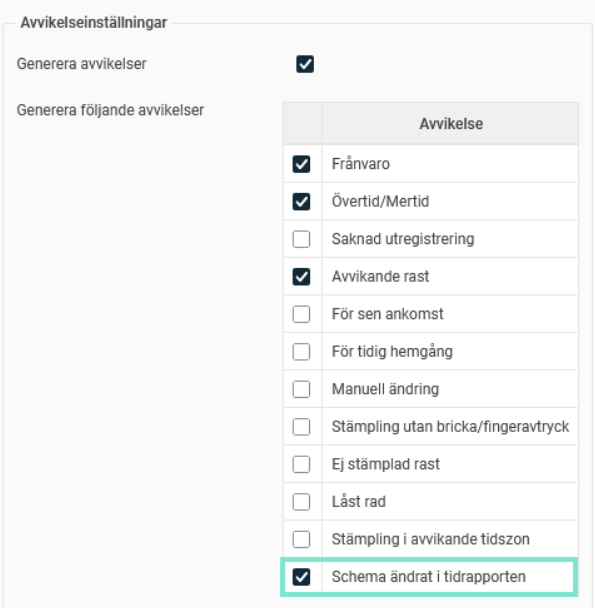 Avvikelseinställningar
Generera avvikelser
Generera följande avvikelser
Avvikelse
Frånvaro
Övertid/Mertid
Saknad utregistrering
Avvikande rast
För sen ankomst
För tidig hemgång
Manuell ändring
Stämpling utan bricka/fingeravtryck
Ej stämplad rast
Låst rad
Stämpling i avvikande tidszon
Schema ändrat i tidrapporten